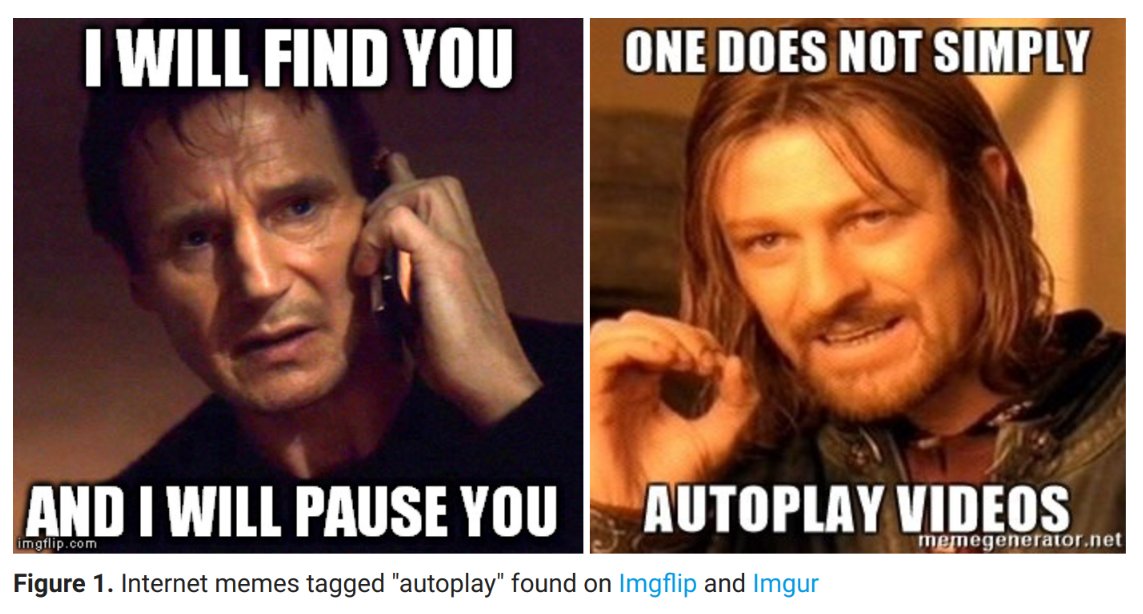 I WILL FIND YOU
AND I WILL PAUSE YOU
imgflip.com
ONE DOES NOT SIMPLY
AUTOPLAY VIDEOS
memegenerator.net
Figure 1. Internet memes tagged "autoplay" found on Imgflip and Imgur